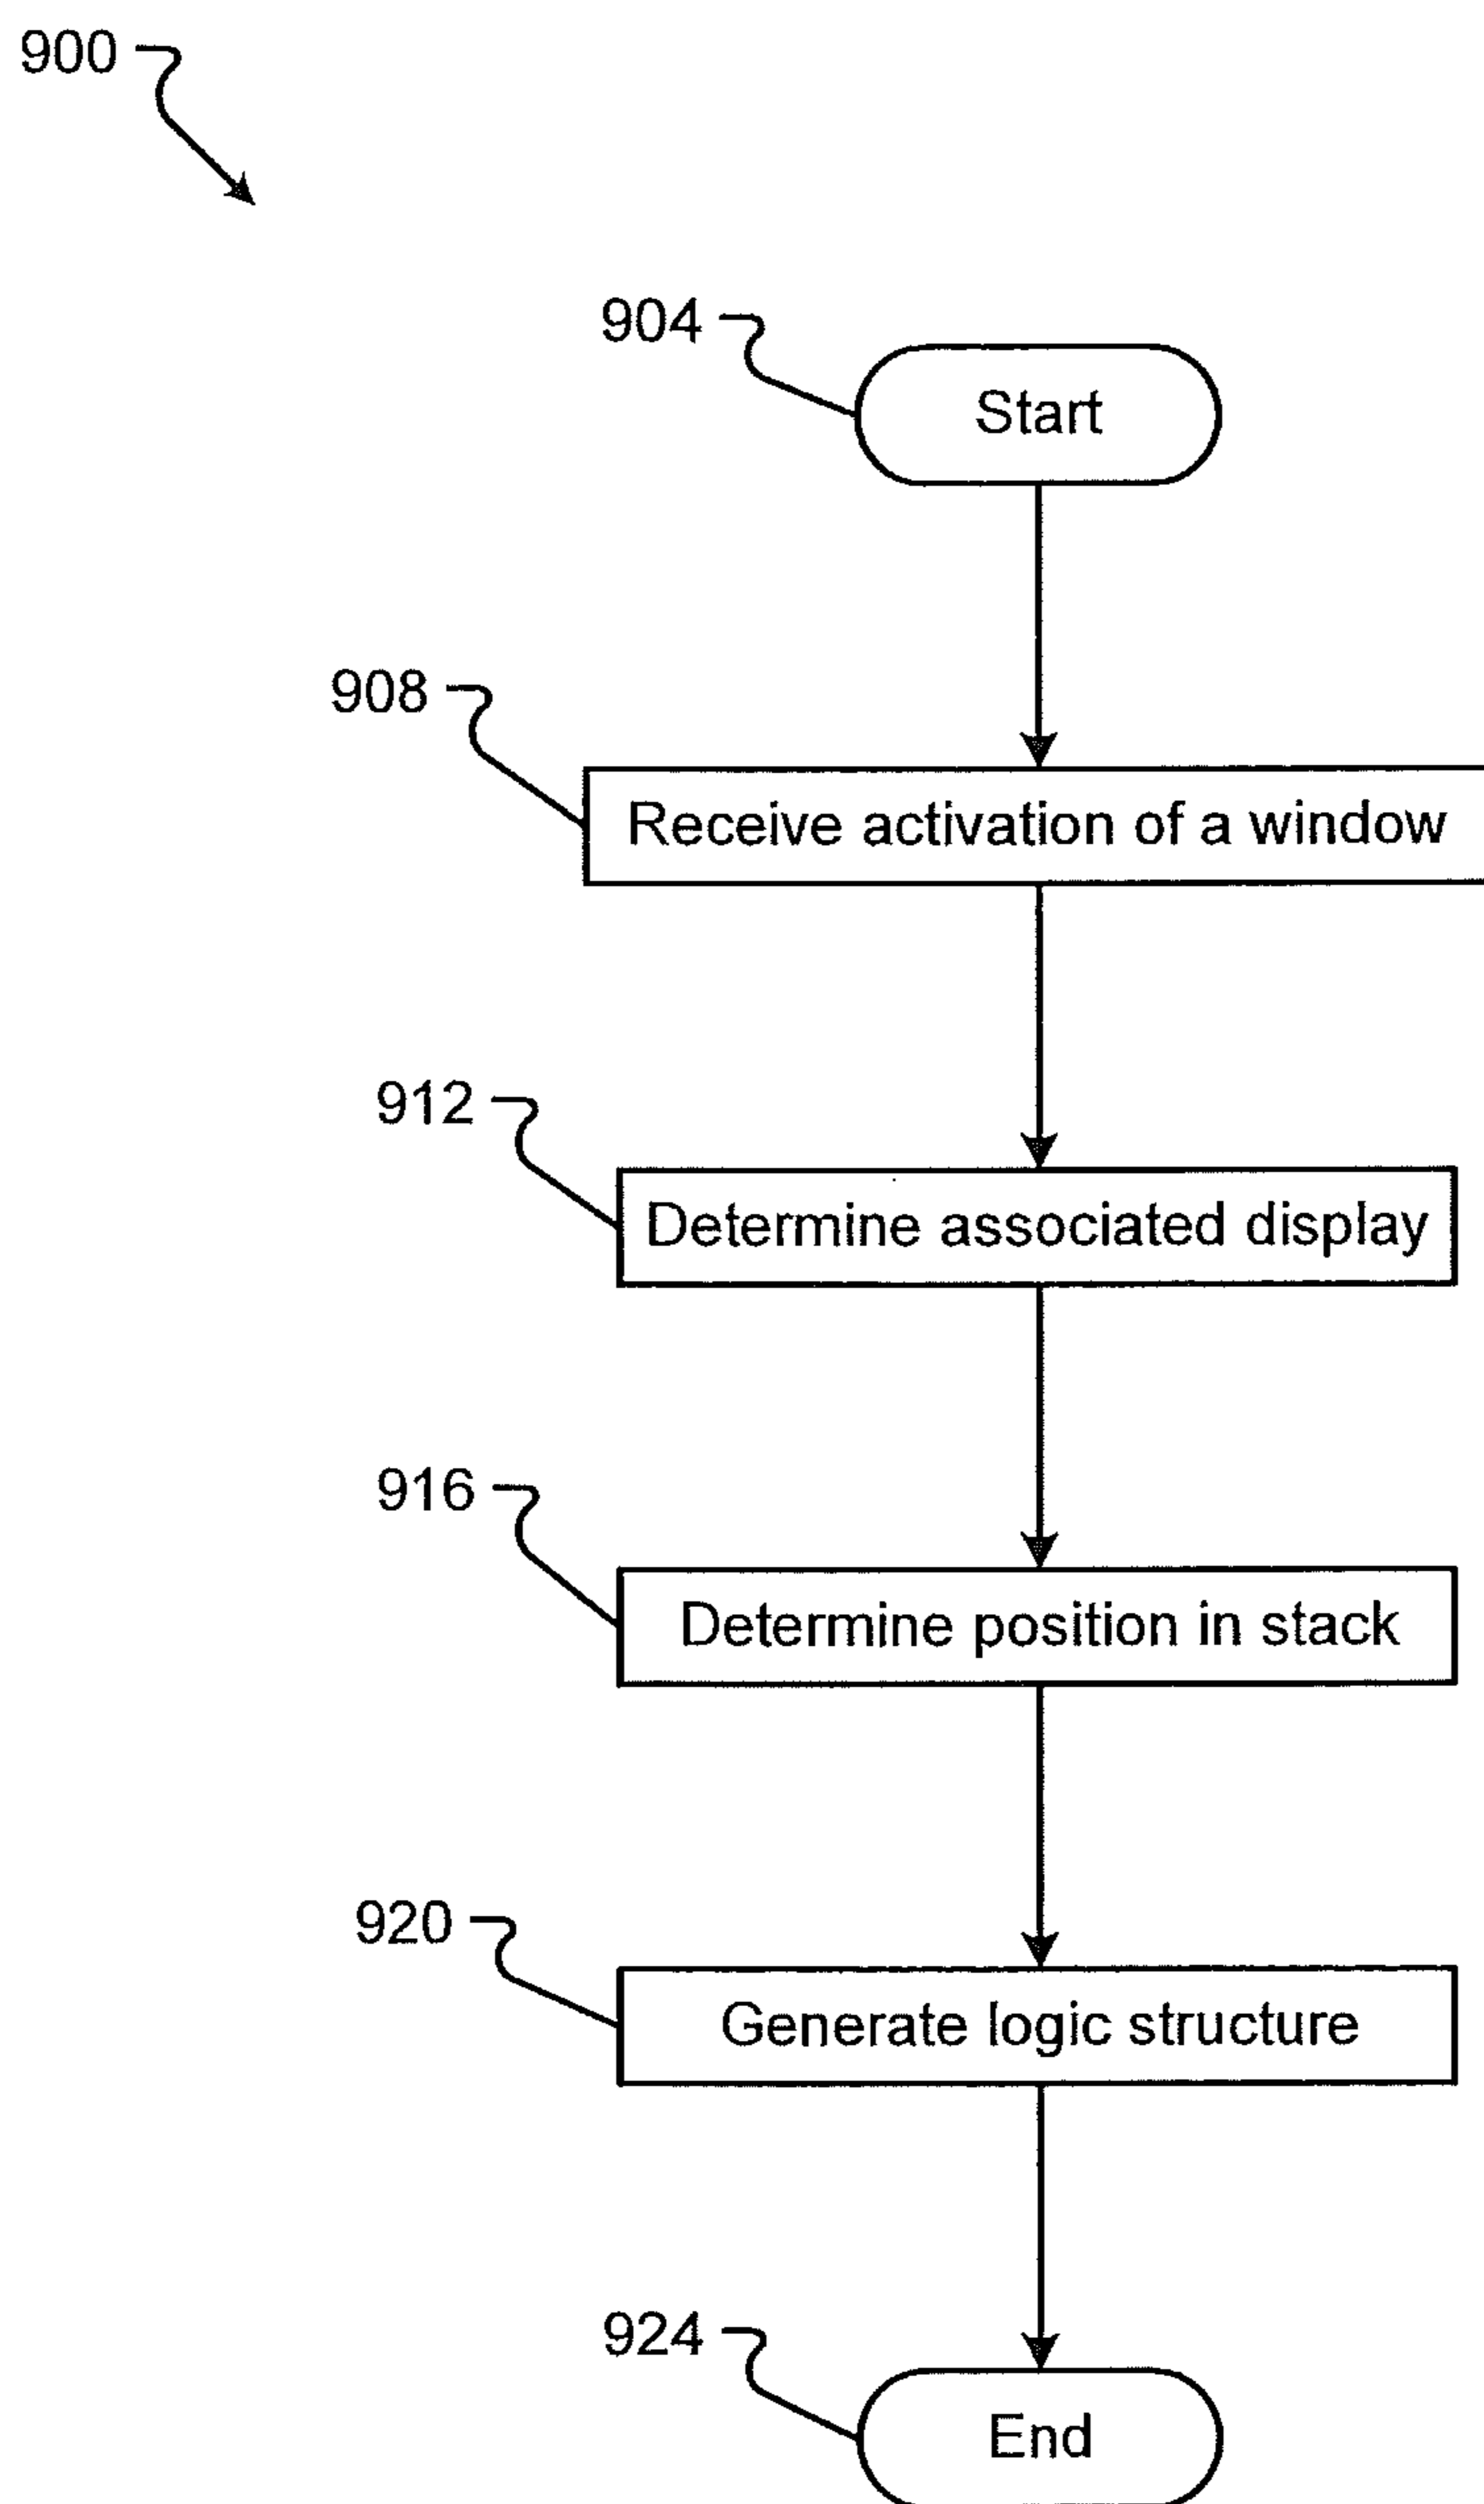 900
904
Start
908
Receive activation of a window
912
Determine associated display
916
Determine position in stack
920
Generate logic structure
924
End